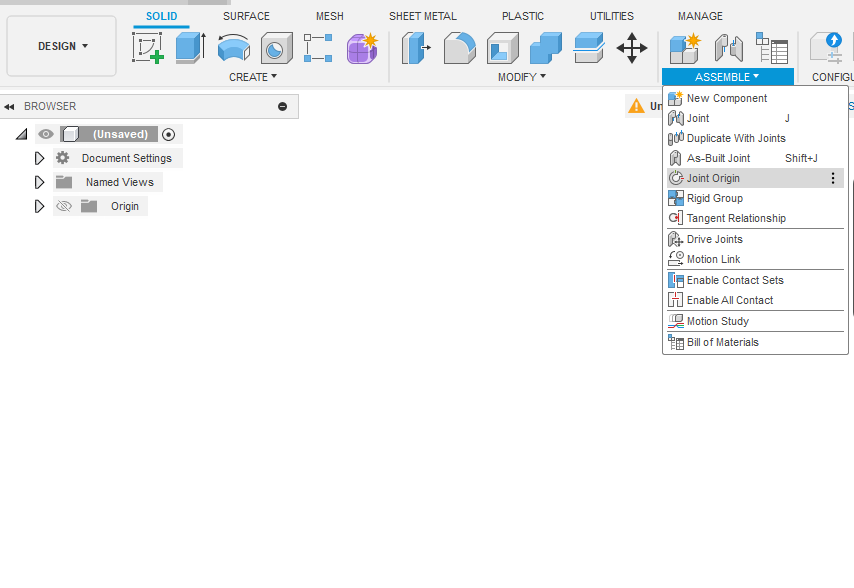 SOLID SURFACE MESH SHEET METAL PLASTIC UTILITIES MANAGE
DESIGN
CREATE MODIFY ASSEMBLE
BROWSER
(Unsaved)
Document Settings
Named Views
Origin
New Component
Joint J
Duplicate With Joints
As-Built Joint Shift+J
Joint Origin
Rigid Group
Tangent Relationship
Drive Joints
Motion Link
Enable Contact Sets
Enable All Contact
Motion Study
Bill of Materials